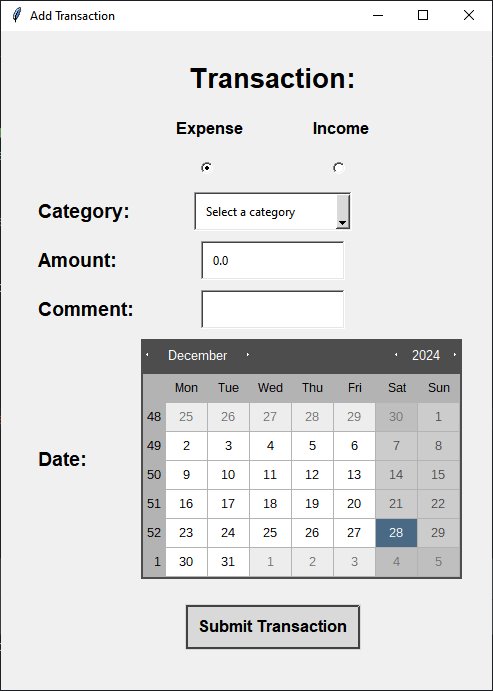 Add Transaction
Transaction:
Expense Income
Category: Select a category
Amount: 0.0
Comment:
December 2024
Mon Tue Wed Thu Fri Sat Sun
48 25 26 27 28 29 30 1
49 2 3 4 5 6 7 8
50 9 10 11 12 13 14 15
51 16 17 18 19 20 21 22
Date:
52 23 24 25 26 27 28 29
1 30 31 1 2 3 4 5
Submit Transaction